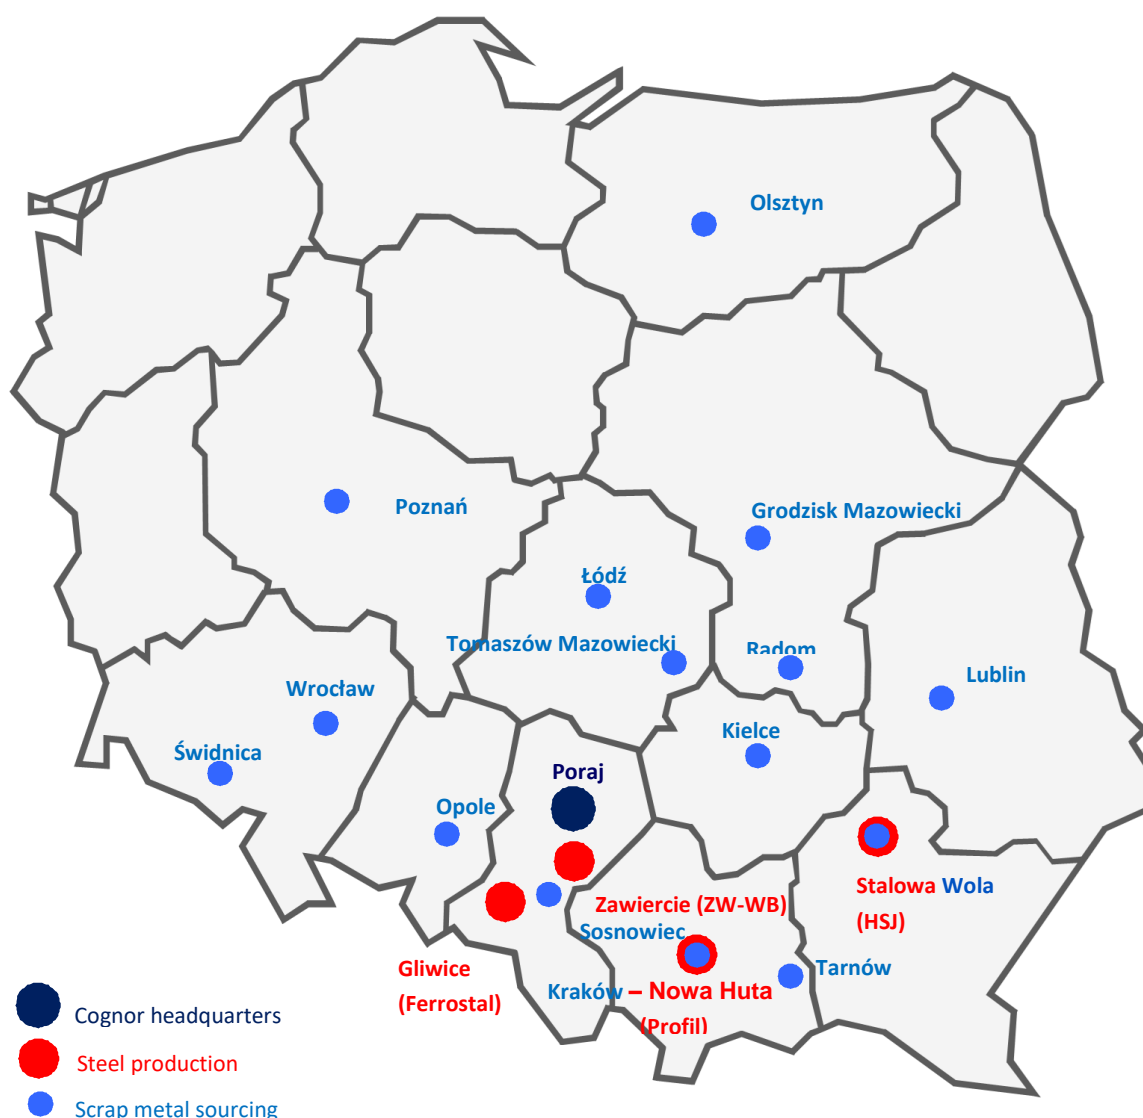 Olsztyn
Poznań
Grodzisk Mazowiecki
Łódź
Tomaszów Mazowiecki
Radom
Lublin
Wrocław
Kielce
Świdnica
Poraj
Opole
Stalowa Wola
(HSJ)
Zawiercie (ZW-WB)
Sosnowiec
Gliwice
(Ferrostal)
Tarnów
Kraków – Nowa Huta
(Profil)
Cognor headquarters
Steel production
Scrap metal sourcing